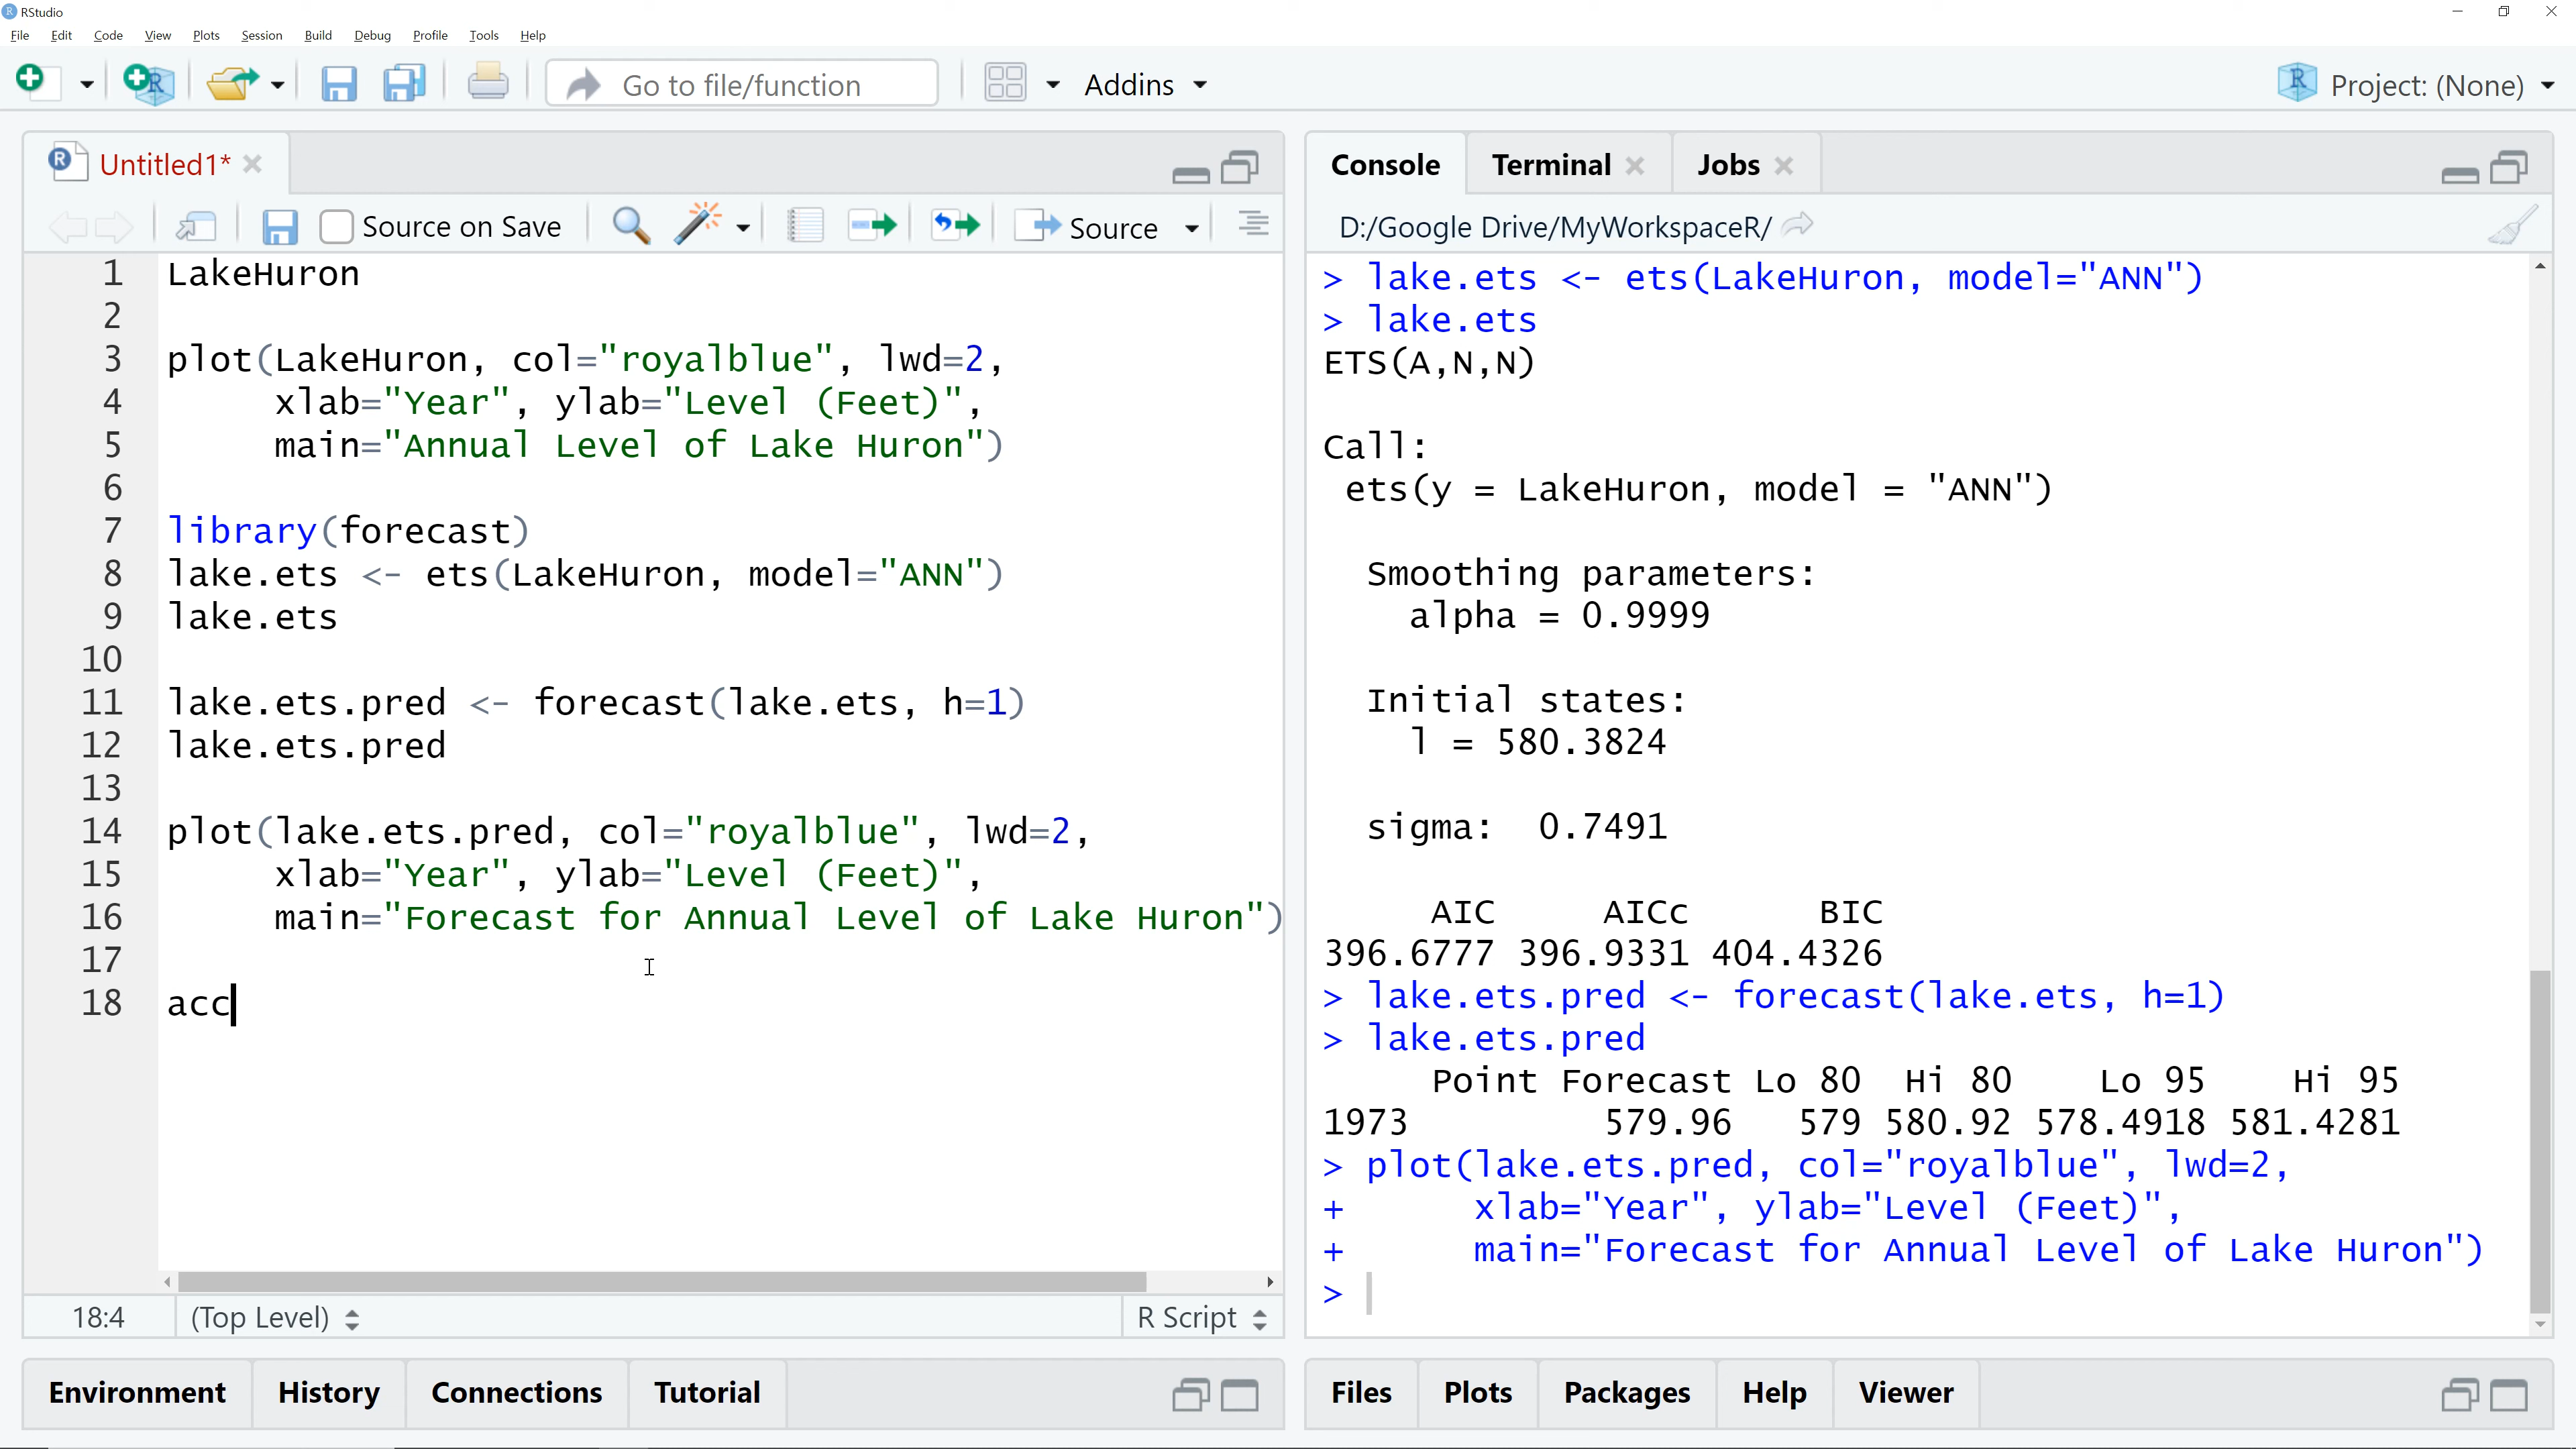 RStudio
File Edit Code View Plots Session Build Debug Profile Tools Help
Go to file/function Addins Project: (None)
Untitled1*
Source on Save Source
1 LakeHuron
2
3 plot(LakeHuron, col="royalblue", lwd=2,
4 xlab="Year", ylab="Level (Feet)",
5 main="Annual Level of Lake Huron")
6
7 library(forecast)
8 lake.ets <- ets(LakeHuron, model="ANN")
9 lake.ets
10
11 lake.ets.pred <- forecast(lake.ets, h=1)
12 lake.ets.pred
13
14 plot(lake.ets.pred, col="royalblue", lwd=2,
15 xlab="Year", ylab="Level (Feet)",
16 main="Forecast for Annual Level of Lake Huron")
17
18 acc
18:4 (Top Level) R Script
Console Terminal Jobs
D:/Google Drive/MyWorkspaceR/
> lake.ets <- ets(LakeHuron, model="ANN")
> lake.ets
ETS(A,N,N)
Call:
ets(y = LakeHuron, model = "ANN")
Smoothing parameters:
alpha = 0.9999
Initial states:
l = 580.3824
sigma: 0.7491
AIC AICc BIC
396.6777 396.9331 404.4326
> lake.ets.pred <- forecast(lake.ets, h=1)
> lake.ets.pred
Point Forecast Lo 80 Hi 80 Lo 95 Hi 95
1973 579.96 579 580.92 578.4918 581.4281
> plot(lake.ets.pred, col="royalblue", lwd=2,
+ xlab="Year", ylab="Level (Feet)",
+ main="Forecast for Annual Level of Lake Huron")
>
Environment History Connections Tutorial
Files Plots Packages Help Viewer